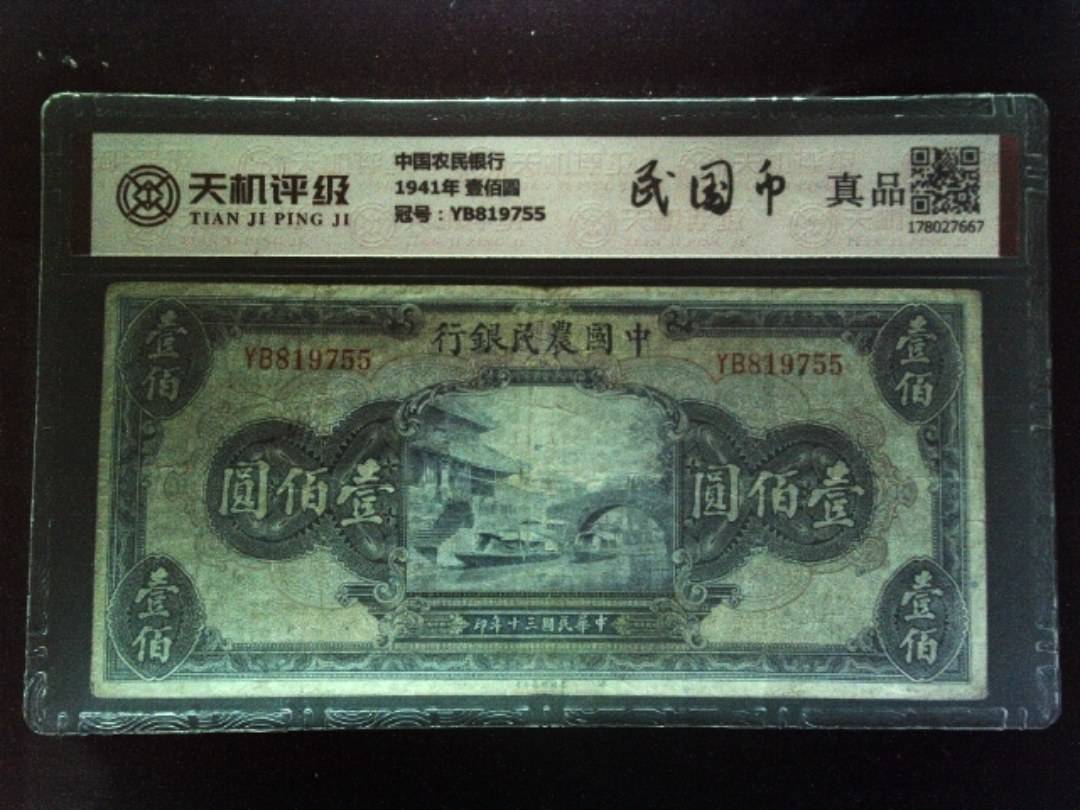 天机评级
TIAN JI PING JI
中国农民银行
1941年 壹佰圆
冠号：YB819755
民国币
真品
178027667
行銀民農國中
YB819755
YB819755
壹佰
壹佰
圓佰壹
圓佰壹
壹佰
壹佰
印年十三國民華中